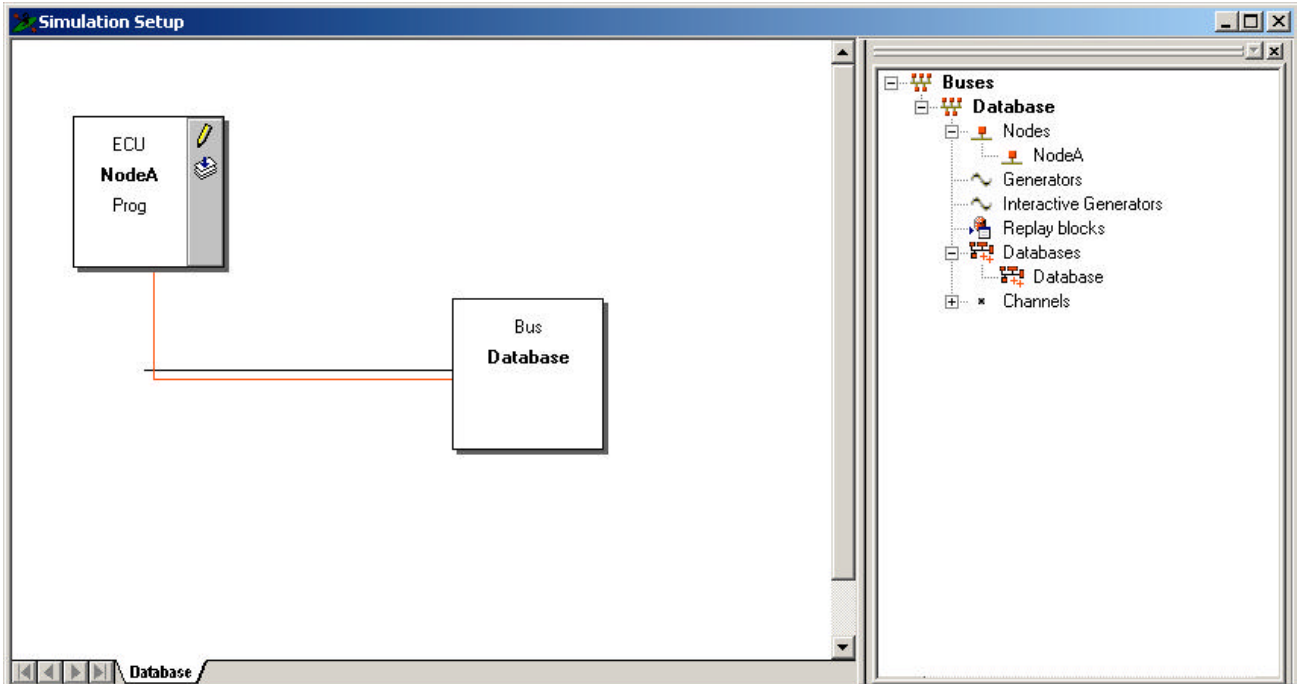 Simulation Setup
ECU
NodeA
Prog
Bus
Database
Database
Buses
Database
Nodes
NodeA
Generators
Interactive Generators
Replay blocks
Databases
Database
Channels